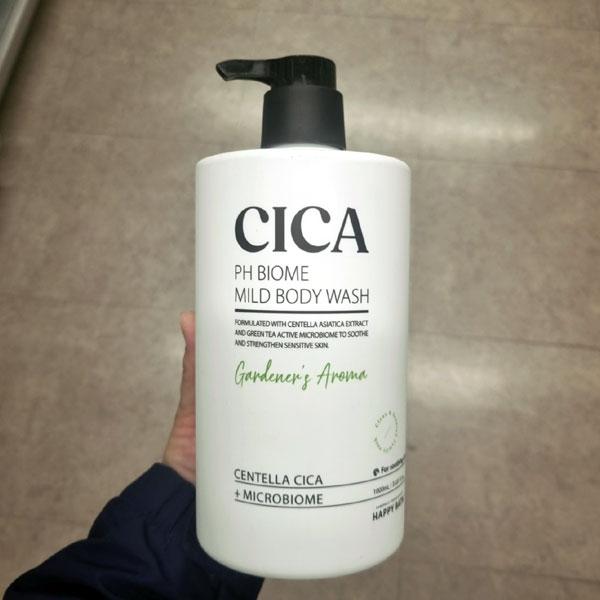 CICA
PH BIOME
MILD BODY WASH
FORMULATED WITH CENTELLA ASIATICA EXTRACT
AND GREEN TEA ACTIVE MICROBIOME TO SOOTHE
AND STRENGTHEN SENSITIVE SKIN.
Gardener's Aroma
CENTELLA CICA
+ MICROBIOME
For
HAPPY